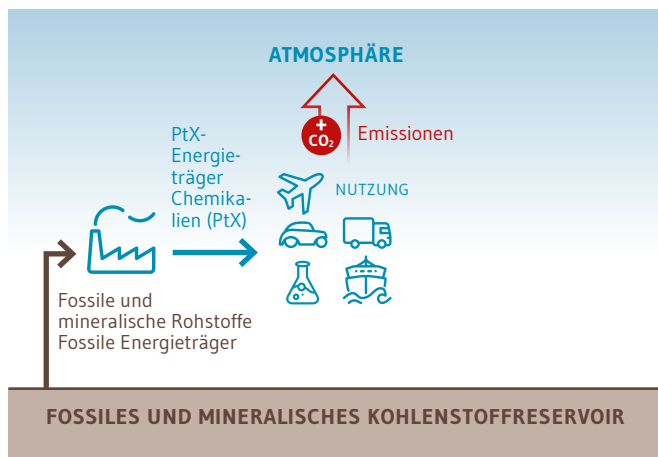 ATMOSPHÄRE
+
CO₂
Emissionen
PtX-
Energie-
träger
Chemika-
lien (PtX)
NUTZUNG
Fossile und
mineralische Rohstoffe
Fossile Energieträger
FOSSILES UND MINERALISCHES KOHLENSTOFFRESERVOIR